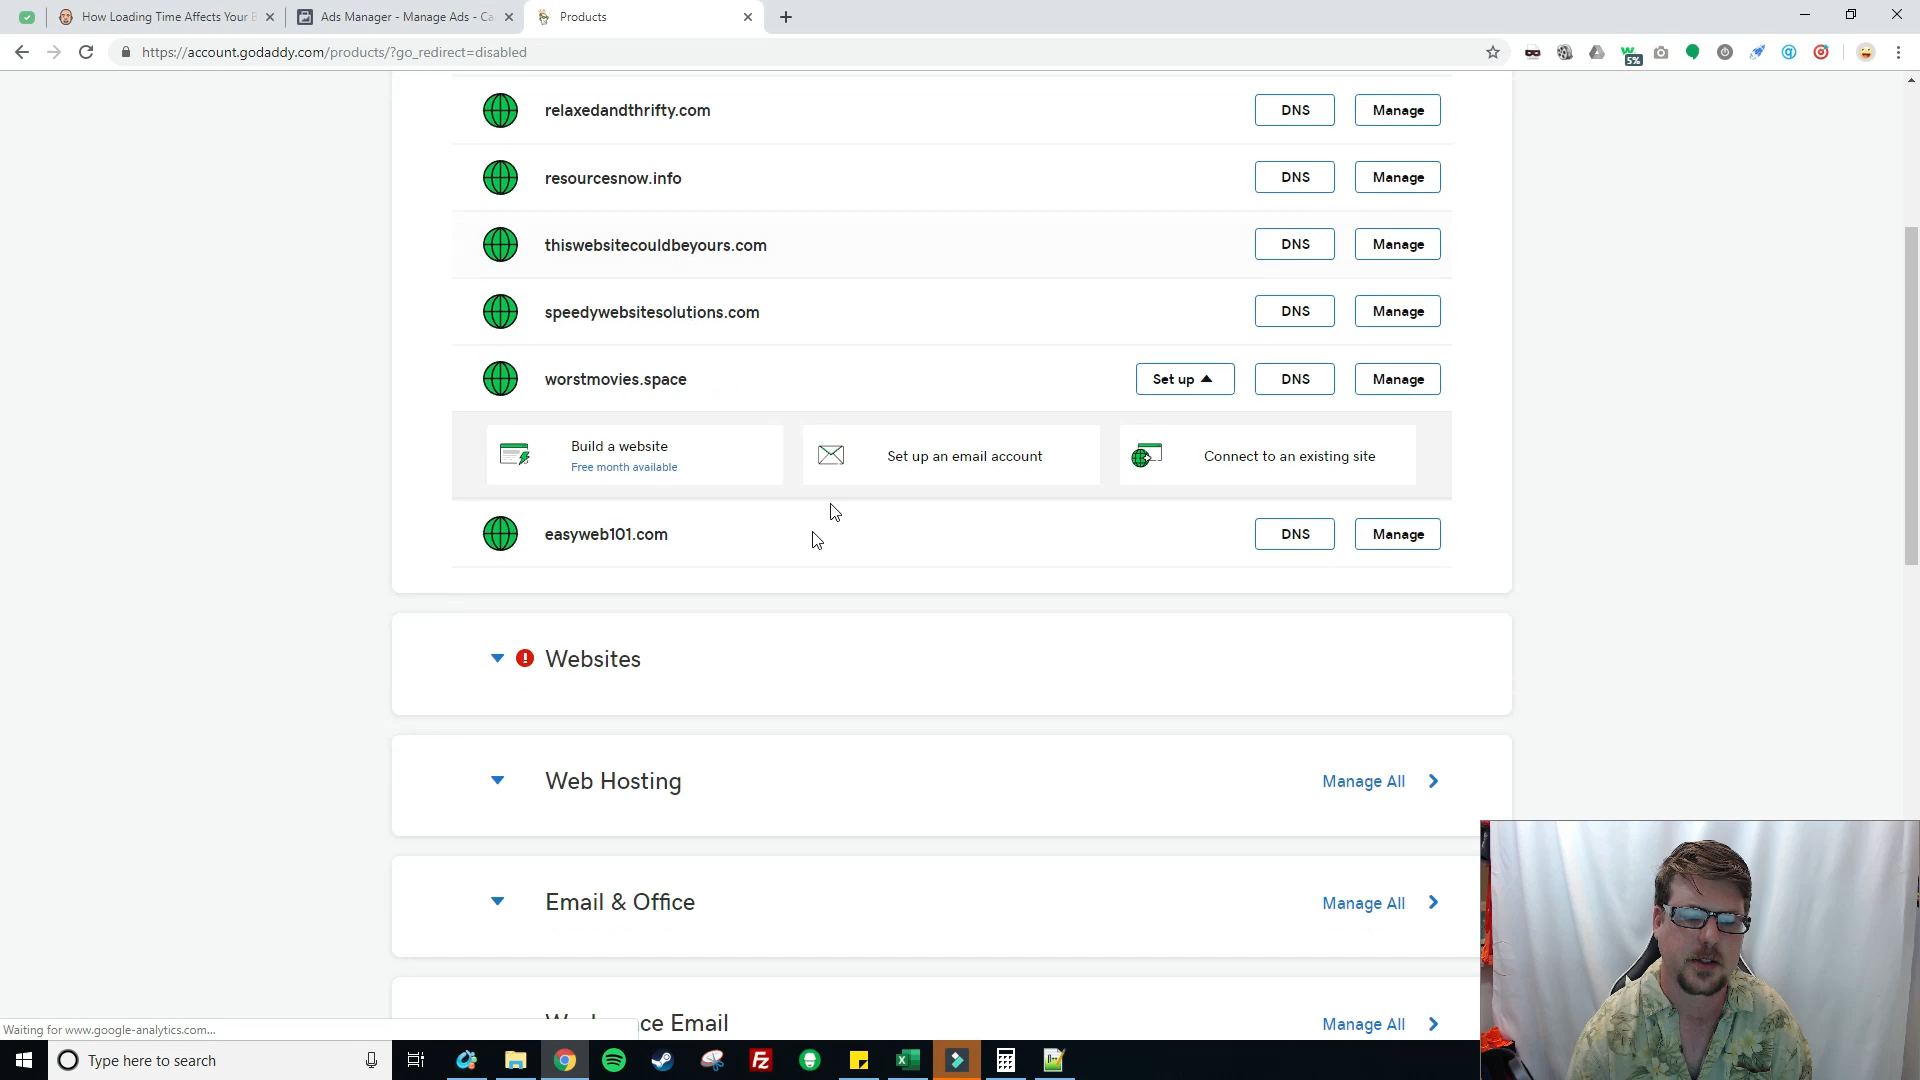 How Loading Time Affects Your B
Ads Manager - Manage Ads - Ca
Products
https://account.godaddy.com/products/?go_redirect=disabled
5%
relaxedandthrifty.com DNS Manage
resourcesnow.info DNS Manage
thiswebsitecouldbeyours.com DNS Manage
speedywebsitesolutions.com DNS Manage
worstmovies.space Set up DNS Manage
Build a website
Free month available
Set up an email account
Connect to an existing site
easyweb101.com DNS Manage
Websites
Web Hosting Manage All
Email & Office Manage All
ce Email Manage All
Waiting for www.google-analytics.com...
Type here to search